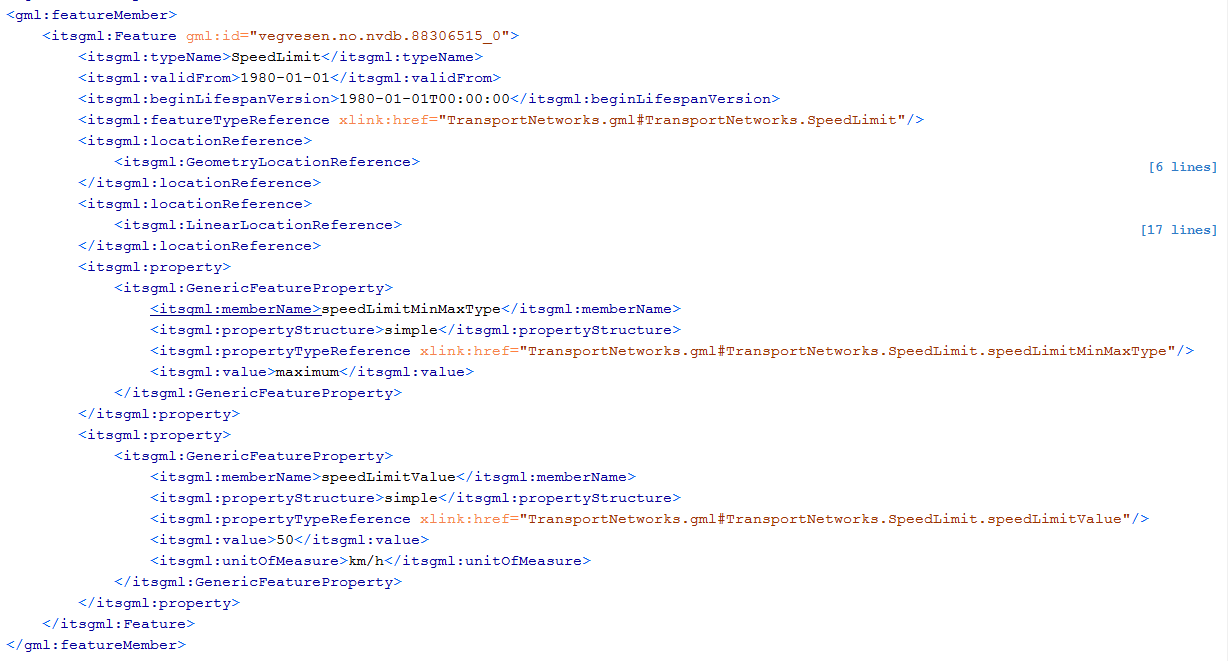 <gml:featureMember>
<itsgml:Feature gml:id="vegvesen.no.nvdb.88306515_0">
<itsgml:typeName>SpeedLimit</itsgml:typeName>
<itsgml:validFrom>1980-01-01</itsgml:validFrom>
<itsgml:beginLifespanVersion>1980-01-01T00:00:00</itsgml:beginLifespanVersion>
<itsgml:featureTypeReference xlink:href="TransportNetworks.gml#TransportNetworks.SpeedLimit"/>
<itsgml:locationReference>
<itsgml:GeometryLocationReference> [6 lines]
</itsgml:locationReference>
<itsgml:locationReference>
<itsgml:LinearLocationReference> [17 lines]
</itsgml:locationReference>
<itsgml:property>
<itsgml:GenericFeatureProperty>
<itsgml:memberName>speedLimitMinMaxType</itsgml:memberName>
<itsgml:propertyStructure>simple</itsgml:propertyStructure>
<itsgml:propertyTypeReference xlink:href="TransportNetworks.gml#TransportNetworks.SpeedLimit.speedLimitMinMaxType"/>
<itsgml:value>maximum</itsgml:value>
</itsgml:GenericFeatureProperty>
</itsgml:property>
<itsgml:property>
<itsgml:GenericFeatureProperty>
<itsgml:memberName>speedLimitValue</itsgml:memberName>
<itsgml:propertyStructure>simple</itsgml:propertyStructure>
<itsgml:propertyTypeReference xlink:href="TransportNetworks.gml#TransportNetworks.SpeedLimit.speedLimitValue"/>
<itsgml:value>50</itsgml:value>
<itsgml:unitOfMeasure>km/h</itsgml:unitOfMeasure>
</itsgml:GenericFeatureProperty>
</itsgml:property>
</itsgml:Feature>
</gml:featureMember>